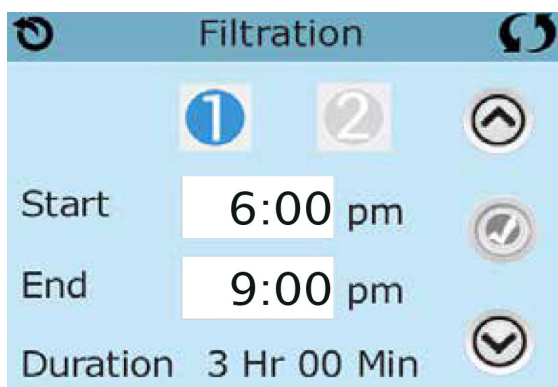 Filtration
1 2
Start 6:00 pm
End 9:00 pm
Duration 3 Hr 00 Min